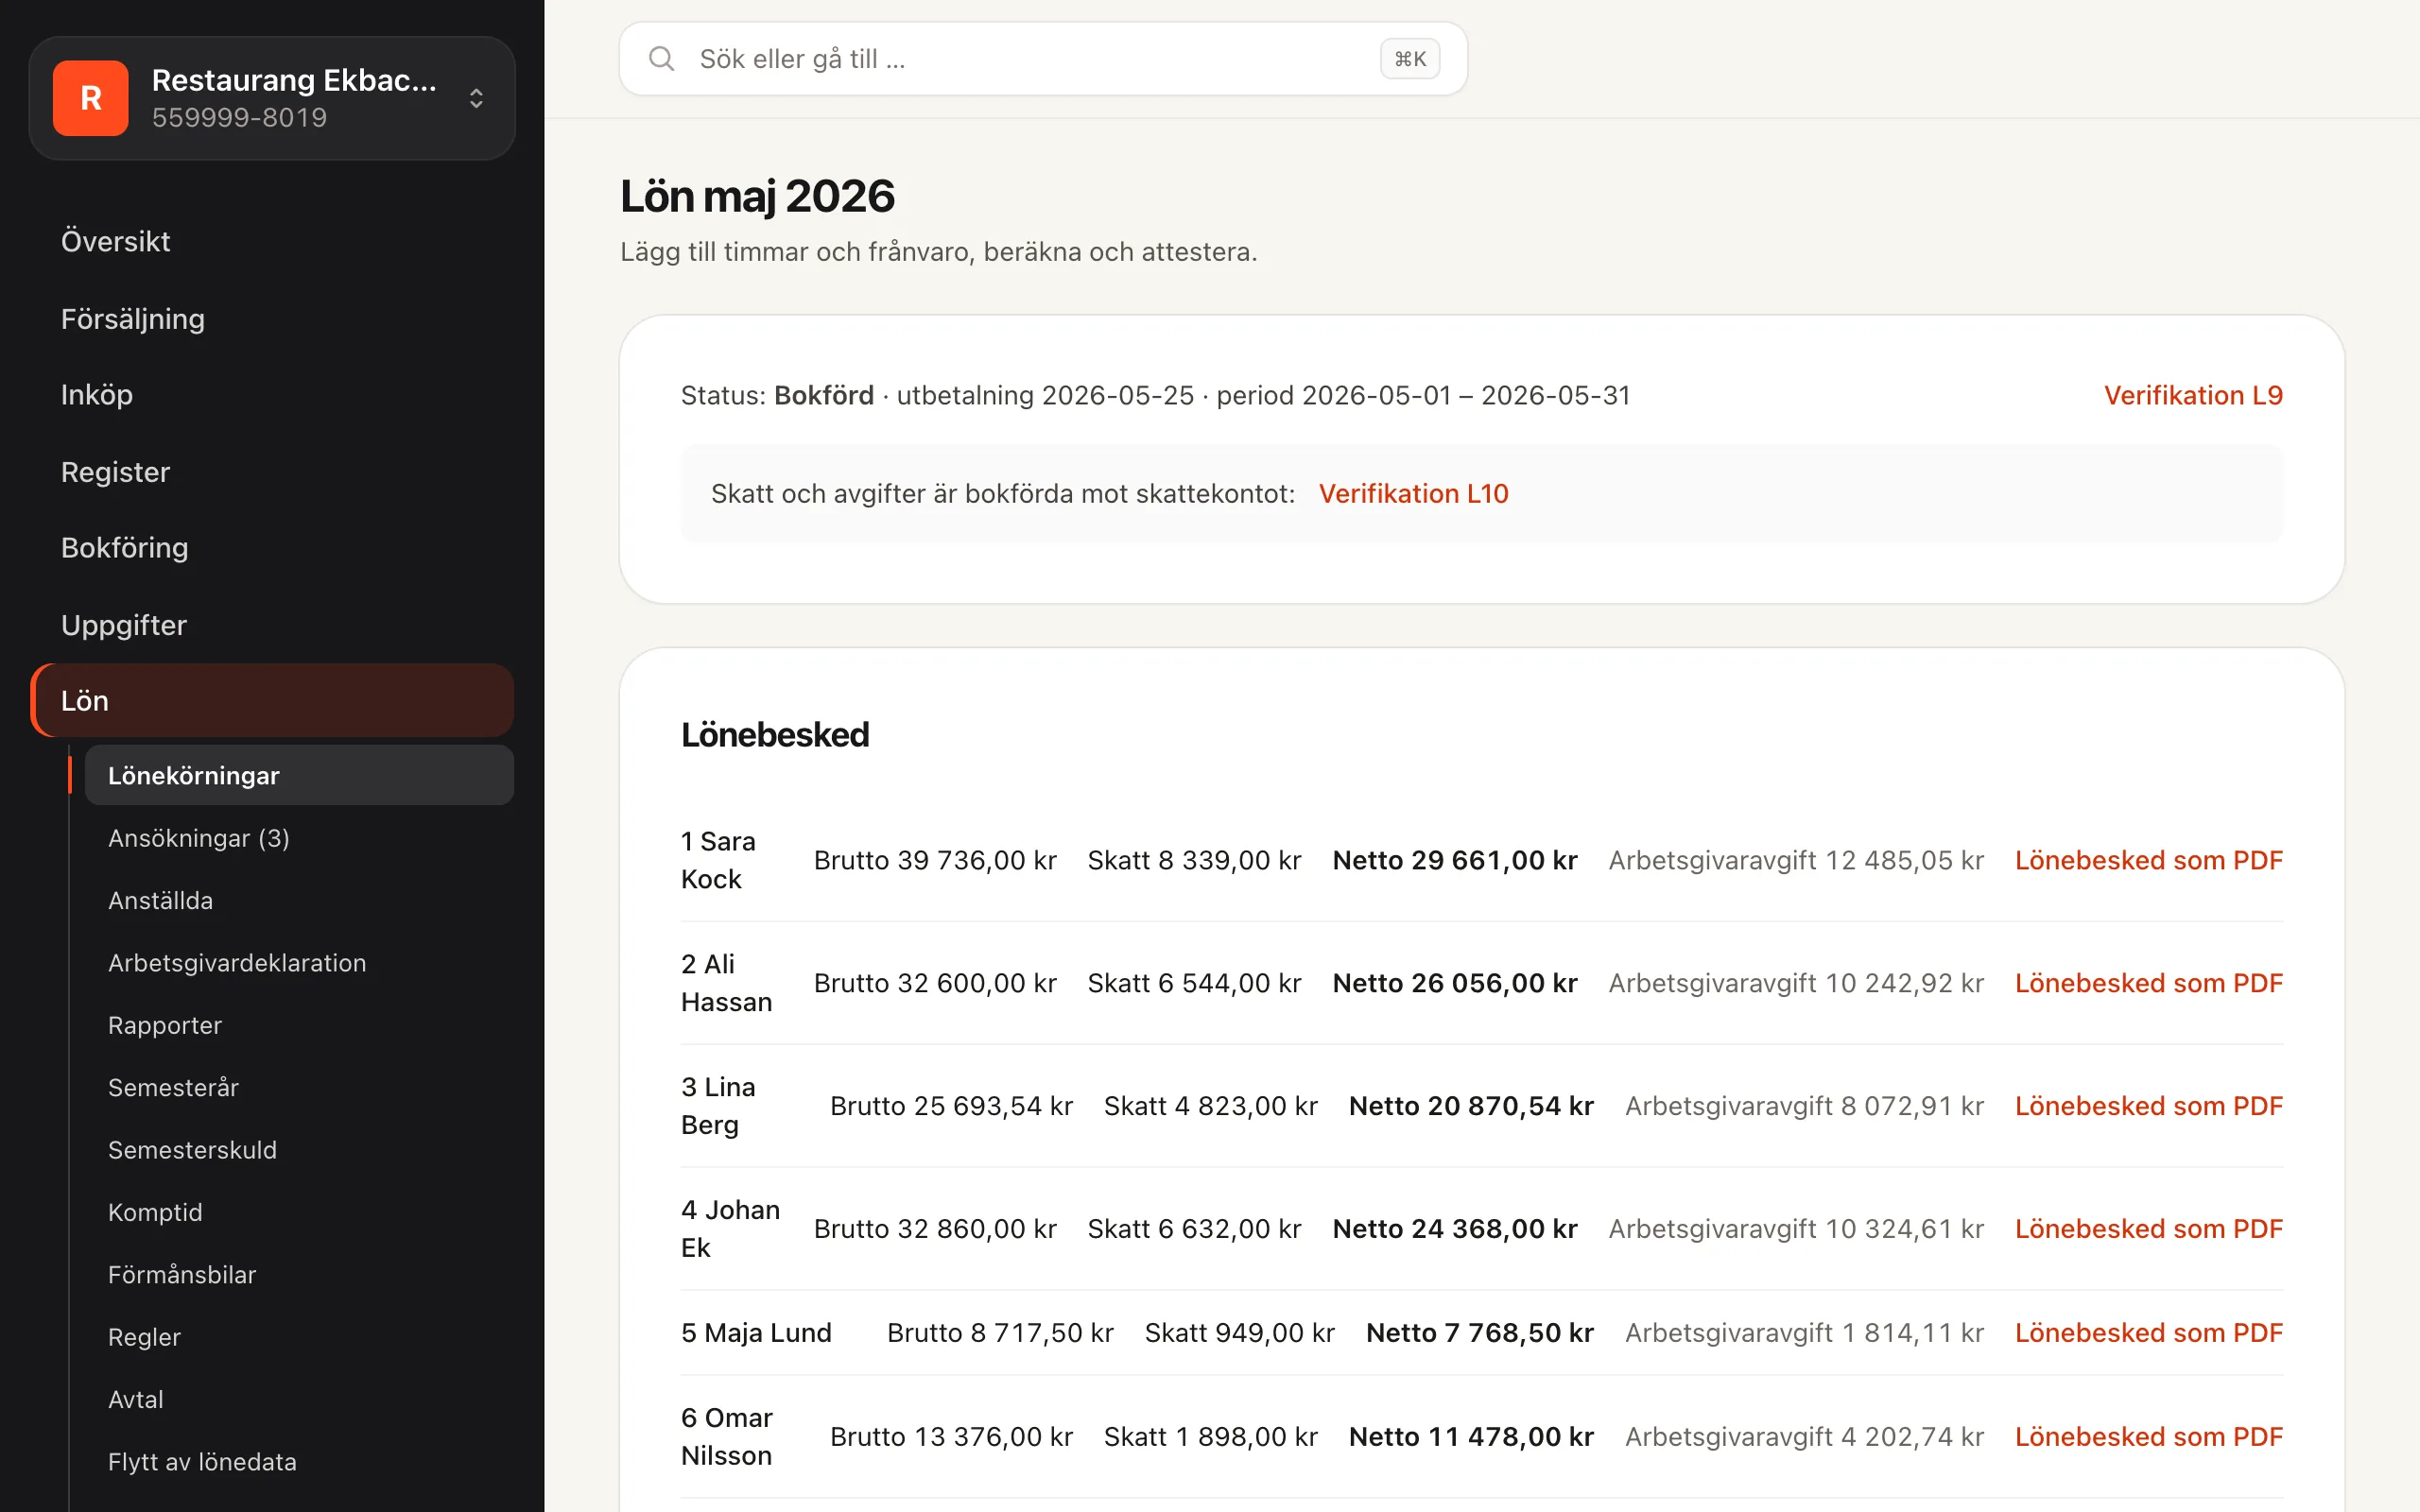 R
Restaurang Ekbac...
559999-8019
Översikt
Försäljning
Inköp
Register
Bokföring
Uppgifter
Lön
Lönekörningar
Ansökningar (3)
Anställda
Arbetsgivardeklaration
Rapporter
Semesterår
Semesterskuld
Komptid
Förmånsbilar
Regler
Avtal
Flytt av lönedata
Sök eller gå till ...
⌘K
Lön maj 2026
Lägg till timmar och frånvaro, beräkna och attestera.
Status: Bokförd · utbetalning 2026-05-25 · period 2026-05-01 – 2026-05-31
Verifikation L9
Skatt och avgifter är bokförda mot skattekontot: Verifikation L10
Lönebesked
1 Sara
Kock
Brutto 39 736,00 kr Skatt 8 339,00 kr Netto 29 661,00 kr Arbetsgivaravgift 12 485,05 kr Lönebesked som PDF
2 Ali
Hassan
Brutto 32 600,00 kr Skatt 6 544,00 kr Netto 26 056,00 kr Arbetsgivaravgift 10 242,92 kr Lönebesked som PDF
3 Lina
Berg
Brutto 25 693,54 kr Skatt 4 823,00 kr Netto 20 870,54 kr Arbetsgivaravgift 8 072,91 kr Lönebesked som PDF
4 Johan
Ek
Brutto 32 860,00 kr Skatt 6 632,00 kr Netto 24 368,00 kr Arbetsgivaravgift 10 324,61 kr Lönebesked som PDF
5 Maja Lund Brutto 8 717,50 kr Skatt 949,00 kr Netto 7 768,50 kr Arbetsgivaravgift 1 814,11 kr Lönebesked som PDF
6 Omar
Nilsson
Brutto 13 376,00 kr Skatt 1 898,00 kr Netto 11 478,00 kr Arbetsgivaravgift 4 202,74 kr Lönebesked som PDF